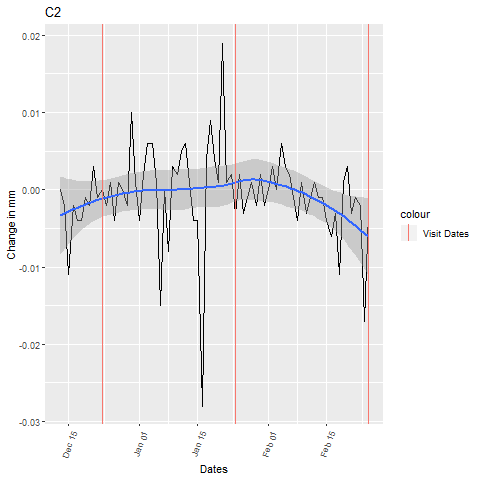 C2
Change in mm
0.02
0.01
0.00
-0.01
-0.02
-0.03
Dec 15
Jan 01
Jan 15
Feb 01
Feb 15
Dates
colour
Visit Dates